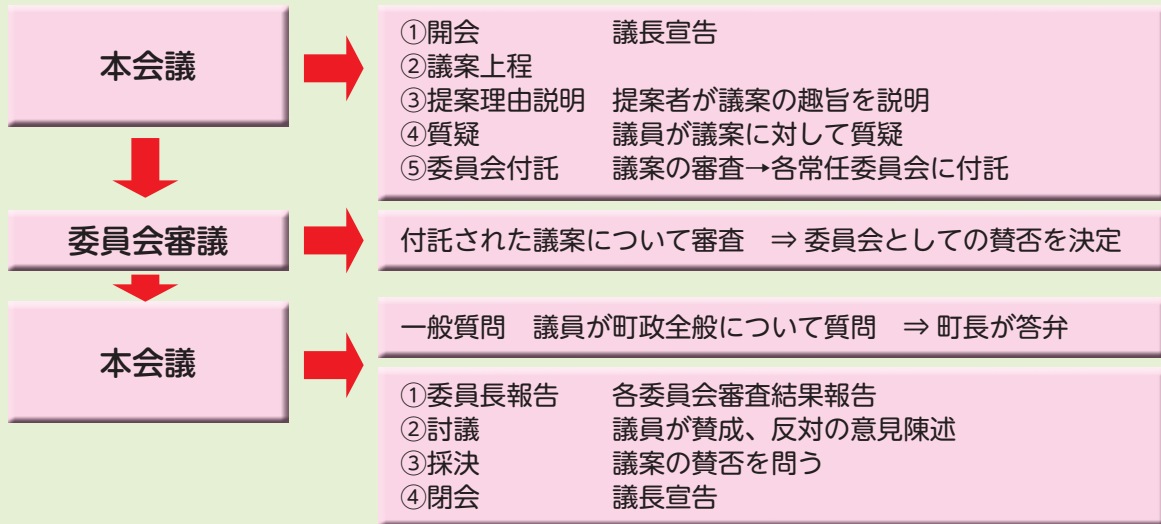 本会議
①開会　議長宣告
②議案上程
③提案理由説明　提案者が議案の趣旨を説明
④質疑　議員が議案に対して質疑
⑤委員会付託　議案の審査→各常任委員会に付託
委員会審議
付託された議案について審査　⇒ 委員会としての賛否を決定
本会議
一般質問　議員が町政全般について質問　⇒ 町長が答弁
①委員長報告　各委員会審査結果報告
②討議　議員が賛成、反対の意見陳述
③採決　議案の賛否を問う
④閉会　議長宣告